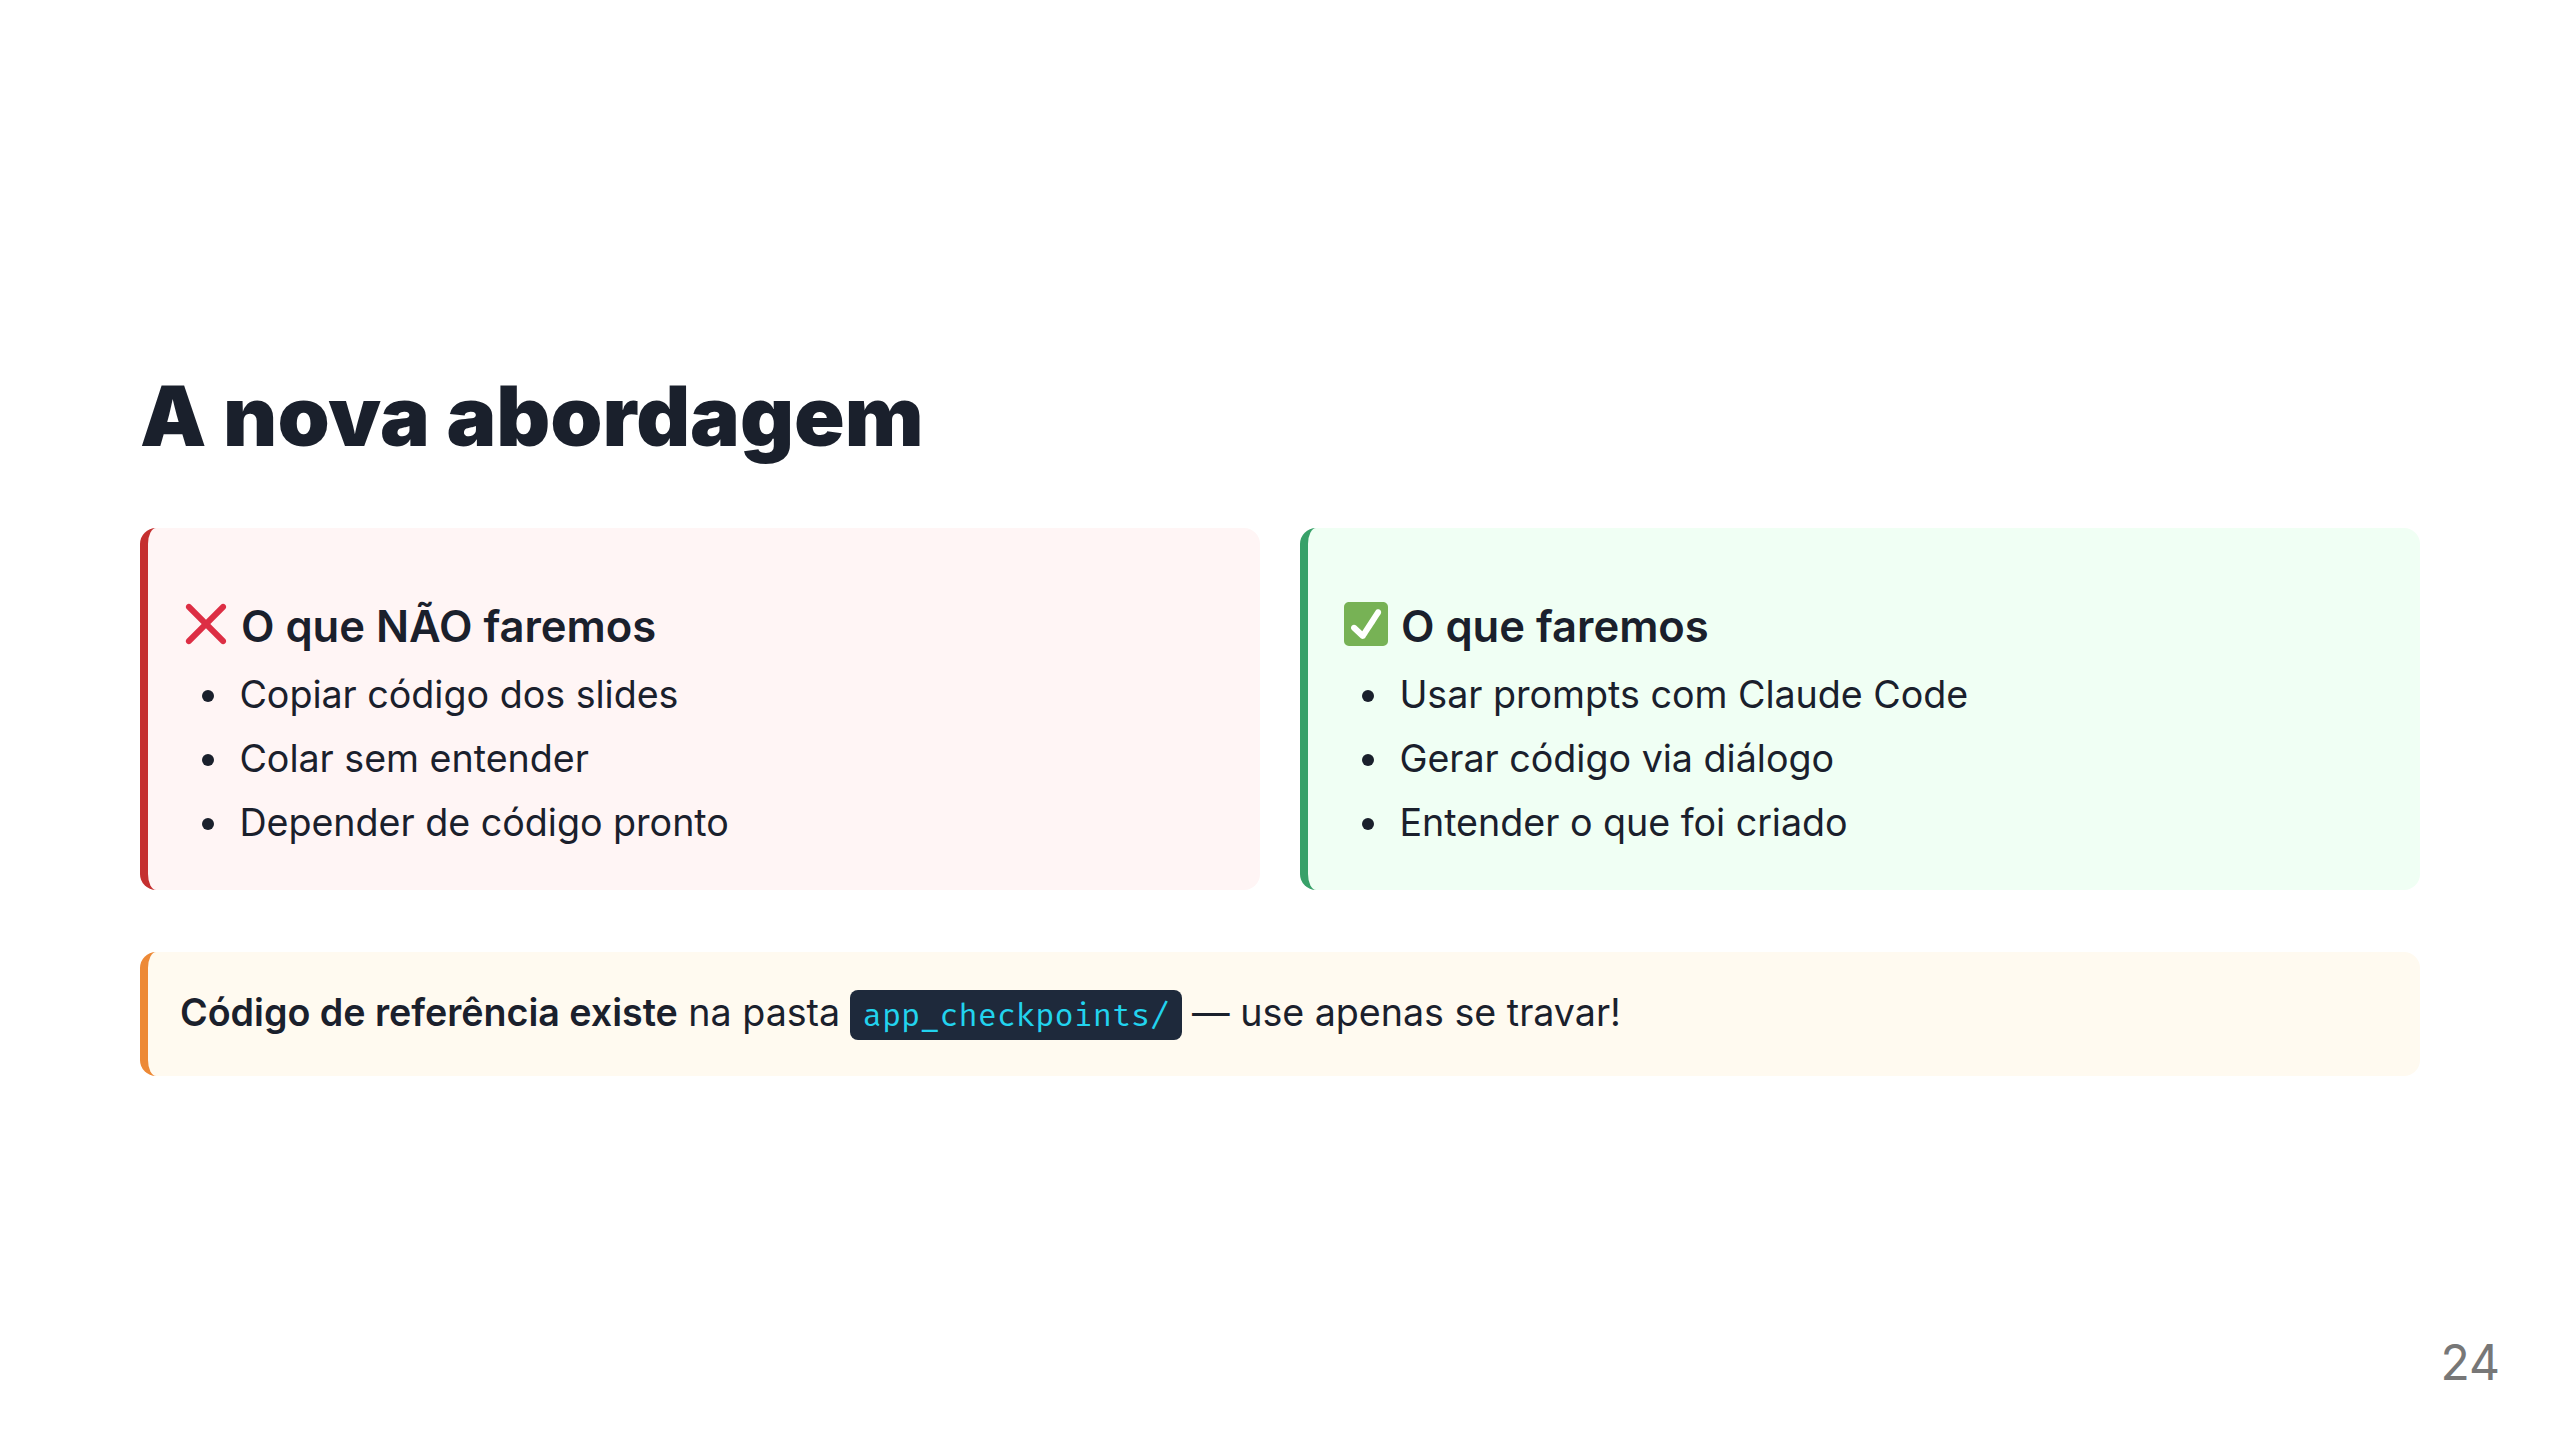 A nova abordagem
❌ O que NÃO faremos
• Copiar código dos slides
• Colar sem entender
• Depender de código pronto
✅ O que faremos
• Usar prompts com Claude Code
• Gerar código via diálogo
• Entender o que foi criado
Código de referência existe na pasta app_checkpoints/ — use apenas se travar!
24